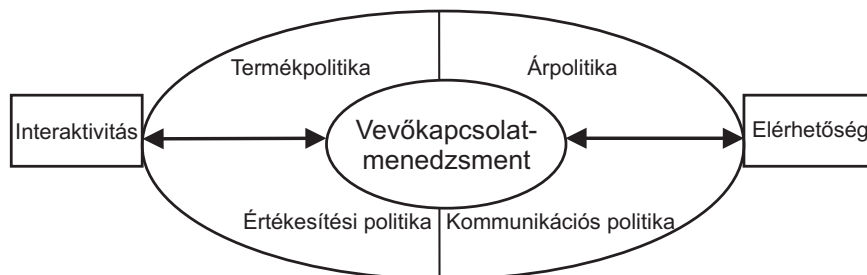 Termékpolitika
Árpolitika
Interaktivitás
Vevőkapcsolat-
menedzsment
Elérhetőség
Értékesítési politika
Kommunikációs politika